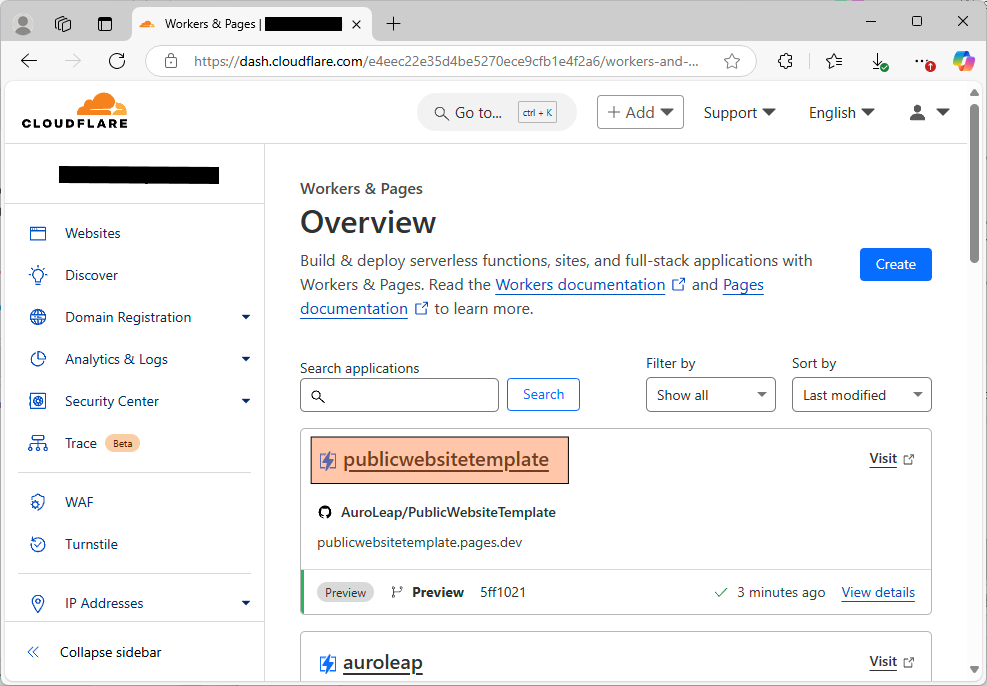 Workers & Pages |
https://dash.cloudflare.com/e4eec22e35d4be5270ece9cfb1e4f2a6/workers-and-...
CLOUDFLARE
Go to... ctrl + K
Add
Support
English
Websites
Discover
Domain Registration
Analytics & Logs
Security Center
Trace Beta
WAF
Turnstile
IP Addresses
Collapse sidebar
Workers & Pages
Overview
Build & deploy serverless functions, sites, and full-stack applications with
Workers & Pages. Read the Workers documentation and Pages
documentation to learn more.
Create
Search applications
Search
Filter by
Show all
Sort by
Last modified
publicwebsitetemplate
Visit
AuroLeap/PublicWebsiteTemplate
publicwebsitetemplate.pages.dev
Preview Preview 5ff1021 3 minutes ago View details
auroleap
Visit